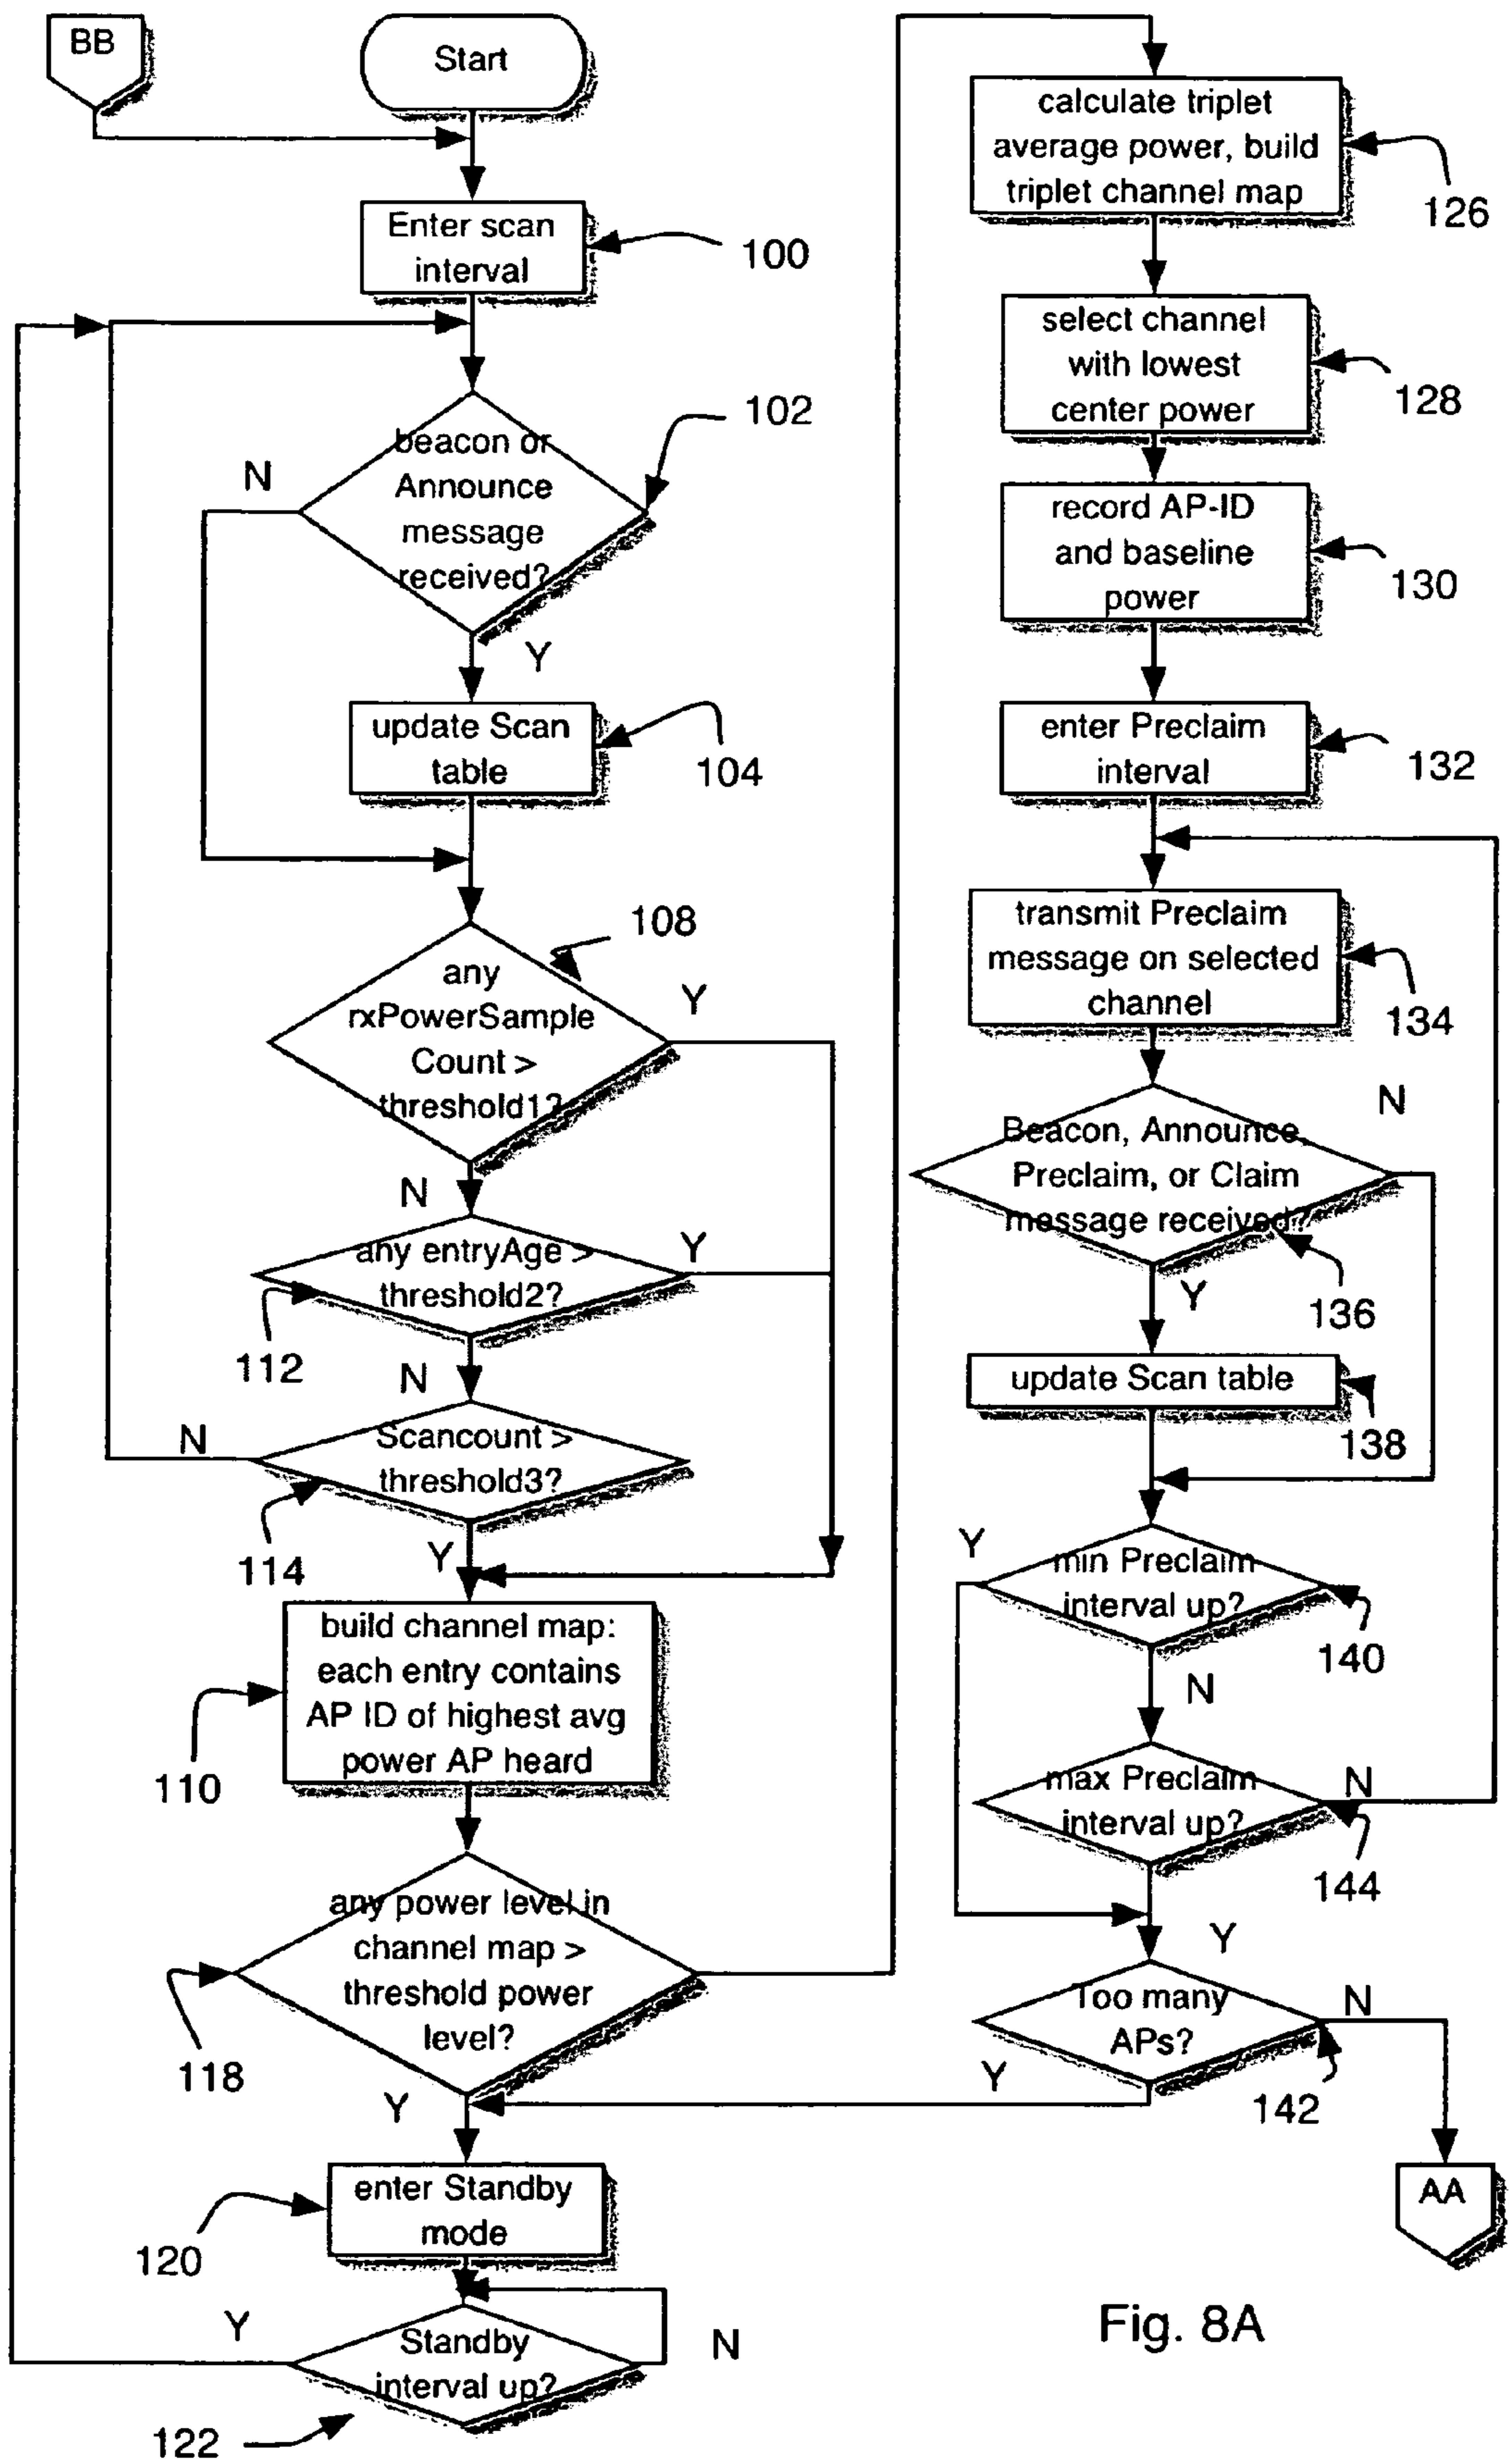 BB
Start
Enter scan
interval
100
beacon or
Announce
message
received?
102
N
Y
update Scan
table
104
108
any
rxPowerSample
Count >
threshold1?
Y
N
any entryAge >
threshold2?
Y
112
N
Scancount >
threshold3?
N
114
Y
build channel map:
each entry contains
AP ID of highest avg
power AP heard
110
any power level in
channel map >
threshold power
level?
118
Y
enter Standby
mode
120
Y
Standby
interval up?
N
122
calculate triplet
average power, build
triplet channel map
126
select channel
with lowest
center power
128
record AP-ID
and baseline
power
130
enter Preclaim
interval
132
transmit Preclaim
message on selected
channel
134
N
Beacon, Announce,
Preclaim, or Claim
message received?
Y
136
update Scan table
138
Y
min Preclaim
interval up?
140
N
max Preclaim
interval up?
N
144
Y
Too many
APs?
N
Y
142
AA
Fig. 8A